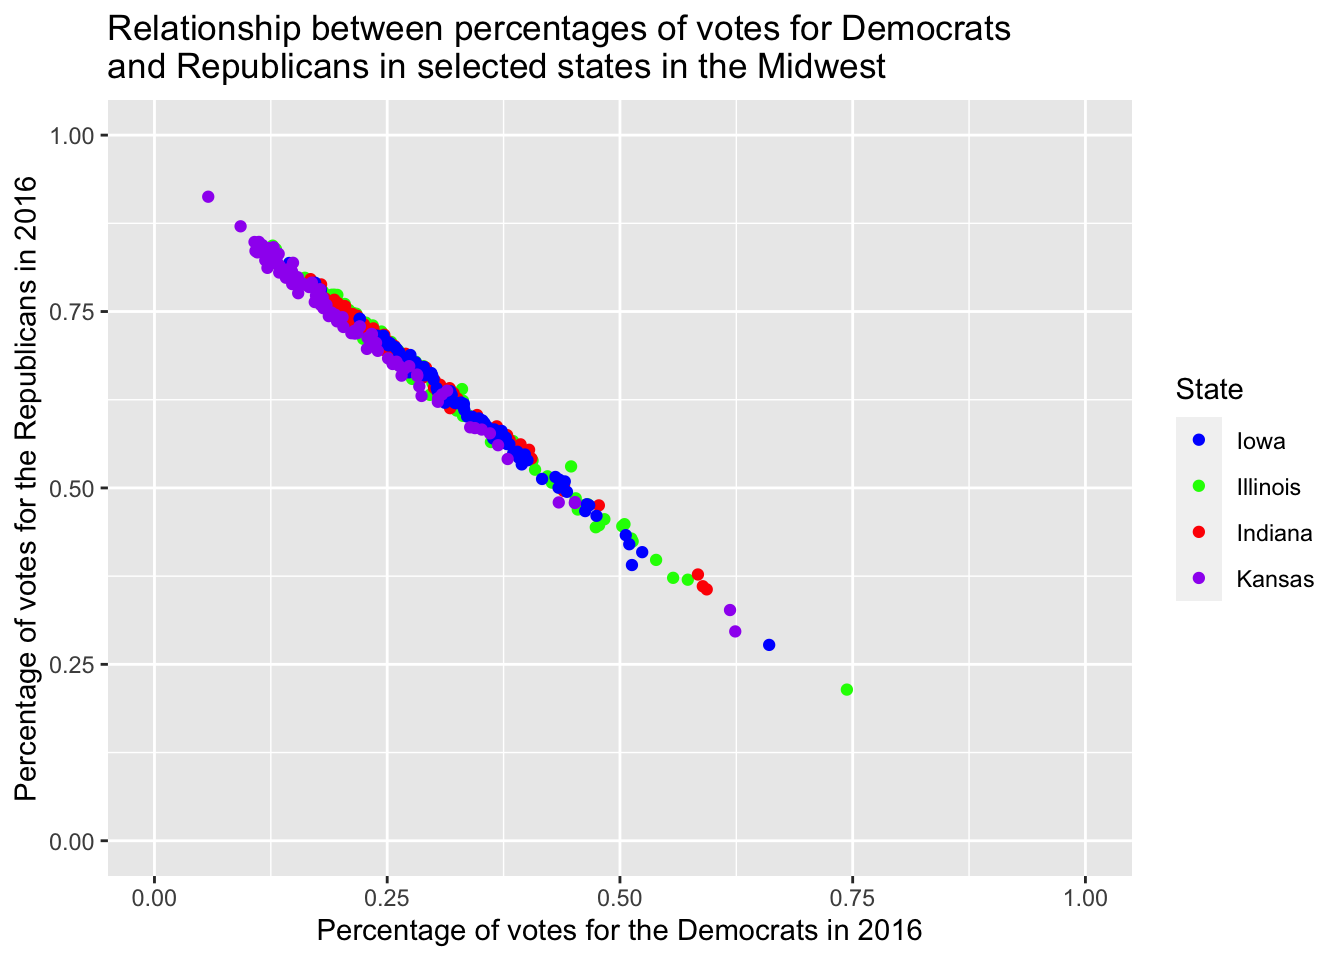 Relationship between percentages of votes for Democrats
and Republicans in selected states in the Midwest
Percentage of votes for the Republicans in 2016
1.00
0.75
0.50
0.25
0.00
0.00
0.25
0.50
0.75
1.00
Percentage of votes for the Democrats in 2016
State
Iowa
Illinois
Indiana
Kansas